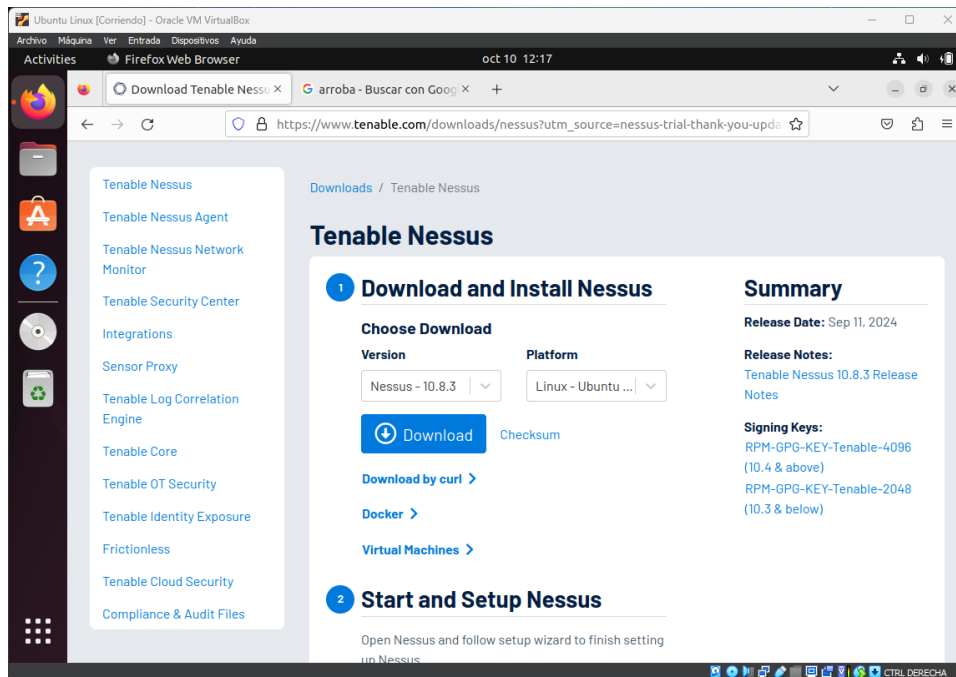 Ubuntu Linux [Corriendo] - Oracle VM VirtualBox
Archivo Máquina Ver Entrada Dispositivos Ayuda
Activities Firefox Web Browser oct 10 12:17
Download Tenable Nessu G arroba - Buscar con Goog
https://www.tenable.com/downloads/nessus?utm_source=nessus-trial-thank-you-upda
Tenable Nessus
Tenable Nessus Agent
Tenable Nessus Network
Monitor
Tenable Security Center
Integrations
Sensor Proxy
Tenable Log Correlation
Engine
Tenable Core
Tenable OT Security
Tenable Identity Exposure
Frictionless
Tenable Cloud Security
Compliance & Audit Files
Downloads / Tenable Nessus
Tenable Nessus
1 Download and Install Nessus
Choose Download
Version Platform
Nessus - 10.8.3 Linux - Ubuntu ...
Download Checksum
Download by curl
Docker
Virtual Machines
2 Start and Setup Nessus
Open Nessus and follow setup wizard to finish setting
up Nessus
Summary
Release Date: Sep 11, 2024
Release Notes:
Tenable Nessus 10.8.3 Release
Notes
Signing Keys:
RPM-GPG-KEY-Tenable-4096
(10.4 & above)
RPM-GPG-KEY-Tenable-2048
(10.3 & below)
CTRL DERECHA